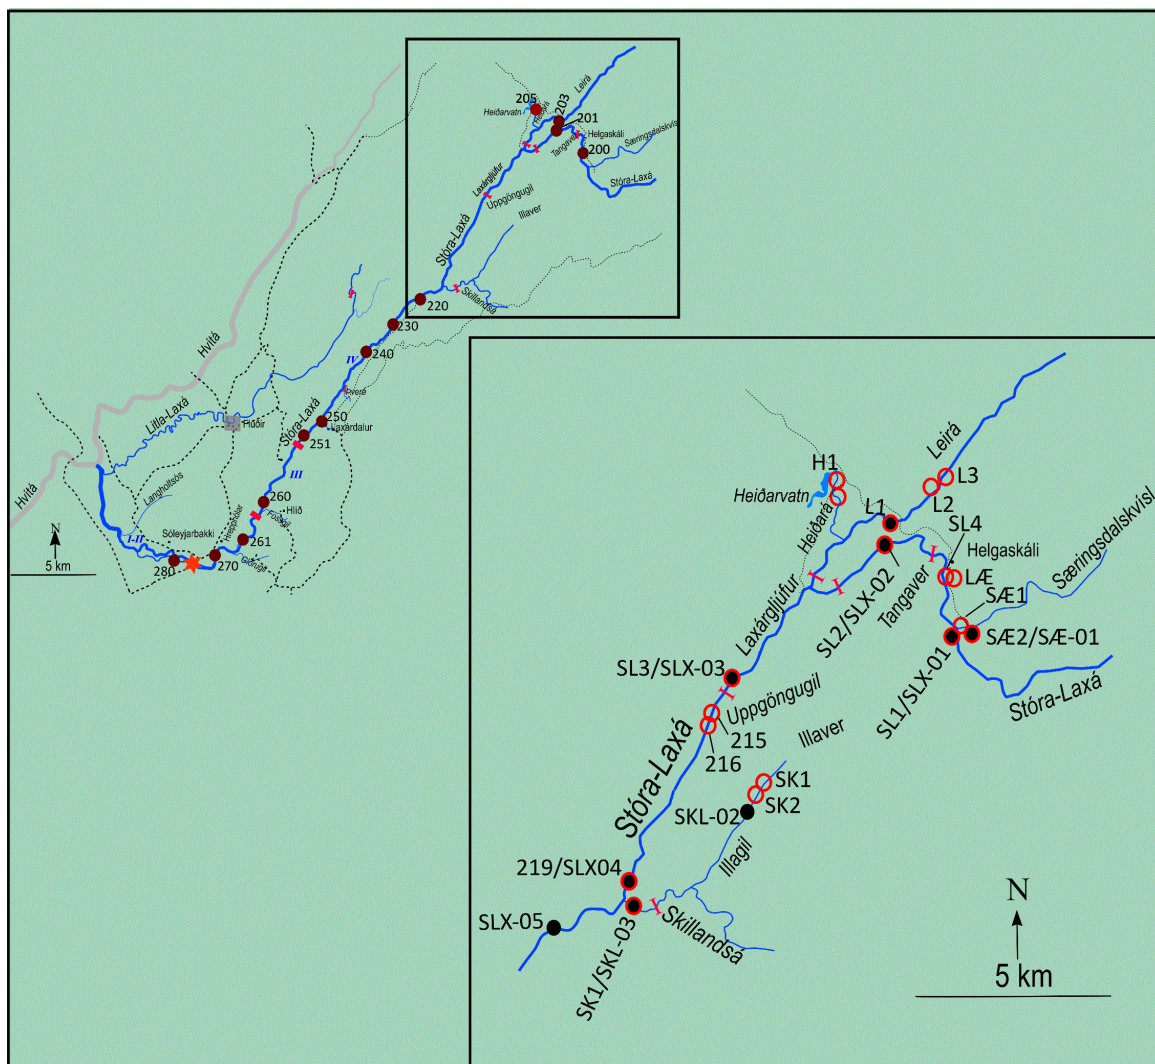 205
203
Leirá
Heiðarvatn
Heiðará
201
Helgaskáli
Tangaver
200
Særingsdalskvísl
Laxárgljúfur
Stóra-Laxá
Uppgöngugil
Illaver
Stóra-Laxá
Skillandsá
220
230
240
IV
Hvítá
Litla-Laxá
Flúðir
Þverá
Stóra-Laxá
250
Laxárdalur
251
III
260
Hlíð
Fossgil
Hrepphólar
261
Langholtsós
Sóleyjarbakki
Hvítá
I-II
N
5 km
280
270
H1
Leirá
L3
L2
L1
SL4
Heiðarvatn
Heiðará
Helgaskáli
LÆ
Særingsdalskvísl
Tangaver
SÆ1
SL2/SLX-02
SÆ2/SÆ-01
Laxárgljúfur
SL3/SLX-03
SL1/SLX-01
Stóra-Laxá
Uppgöngugil
215
216
Illaver
Stóra-Laxá
SK1
SK2
SKL-02
Illagil
219/SLX04
SLX-05
SK1/SKL-03
Skillandsá
N
5 km